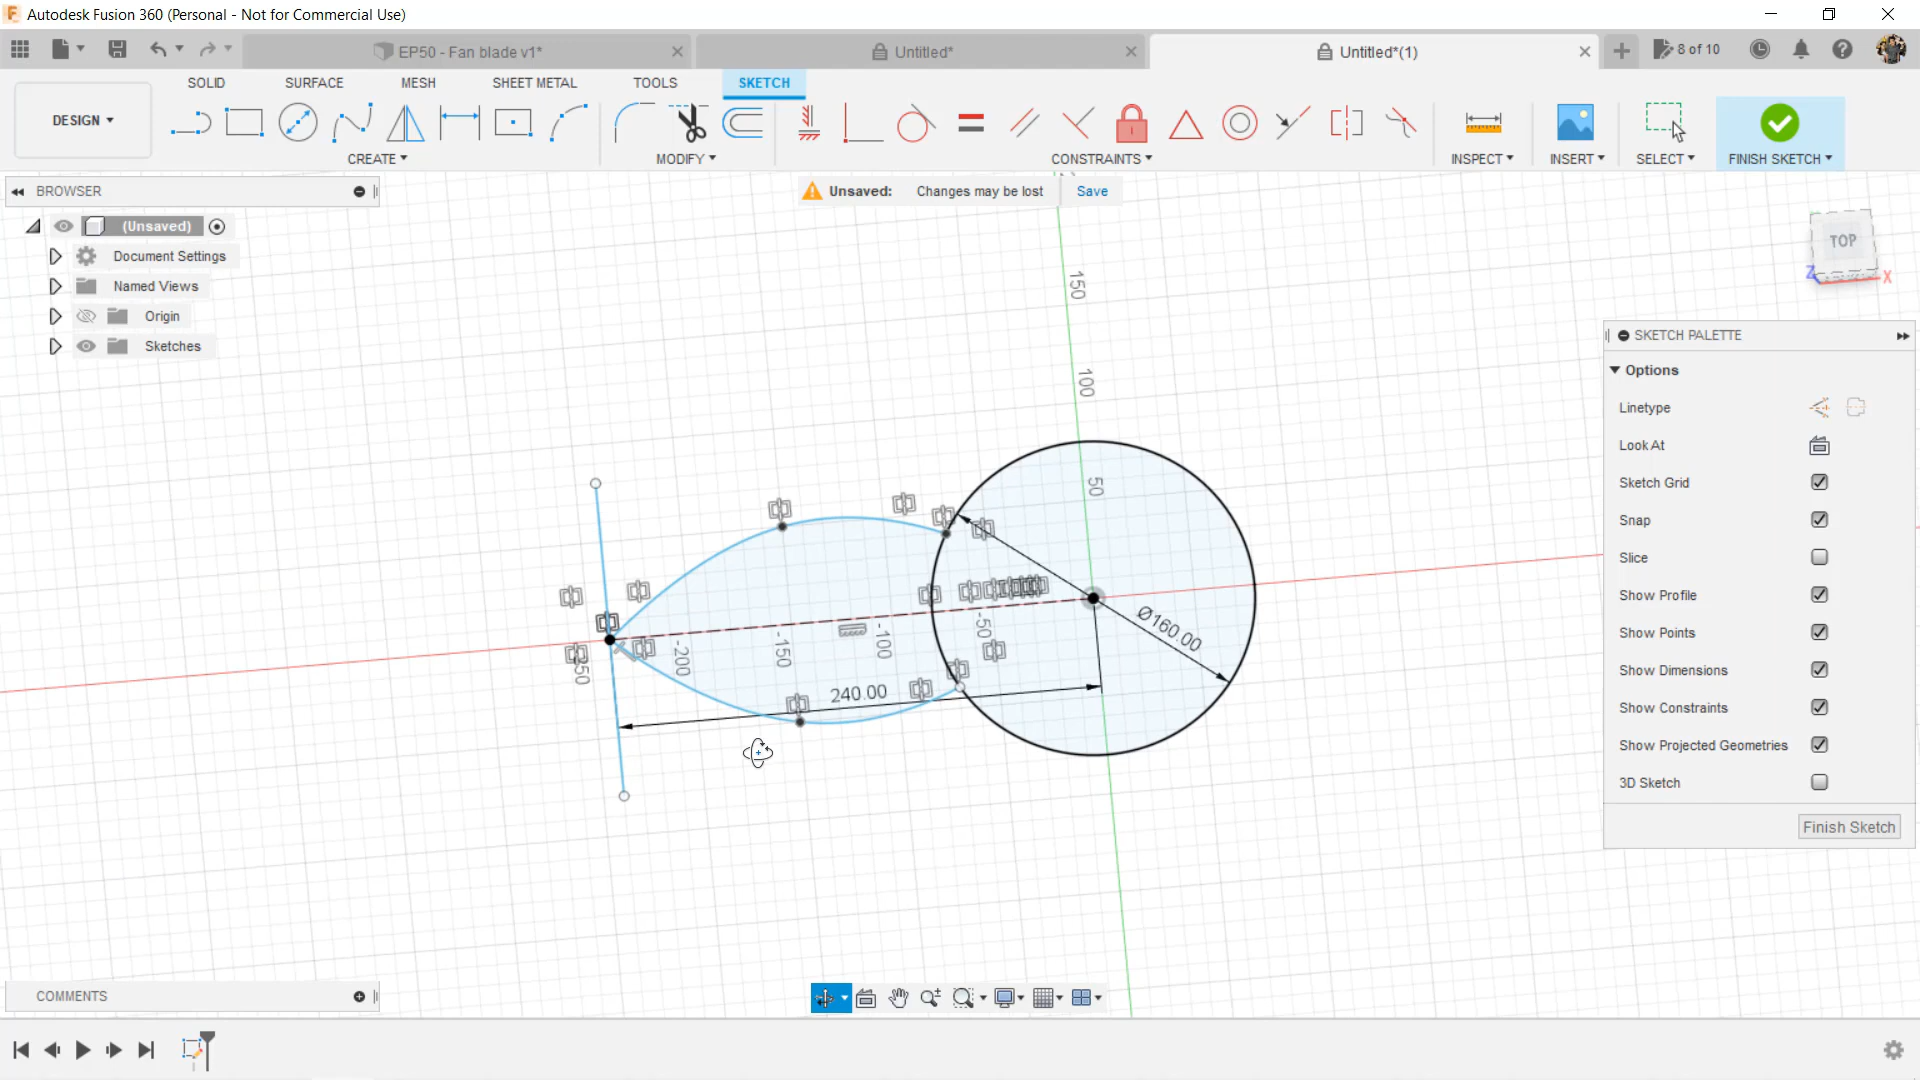 Autodesk Fusion 360 (Personal - Not for Commercial Use)
EP50 - Fan blade v1*
Untitled*
Untitled*(1)
8 of 10
SOLID SURFACE MESH SHEET METAL TOOLS SKETCH
DESIGN
CREATE MODIFY CONSTRAINTS INSPECT INSERT SELECT FINISH SKETCH
BROWSER
Unsaved: Changes may be lost Save
(Unsaved)
Document Settings
Named Views
Origin
Sketches
TOP
Z
X
SKETCH PALETTE
Options
Linetype
Look At
Sketch Grid
Snap
Slice
Show Profile
Show Points
Show Dimensions
Show Constraints
Show Projected Geometries
3D Sketch
Finish Sketch
150
100
50
Ø160.00
-50
-100
-150
-200
240.00
COMMENTS